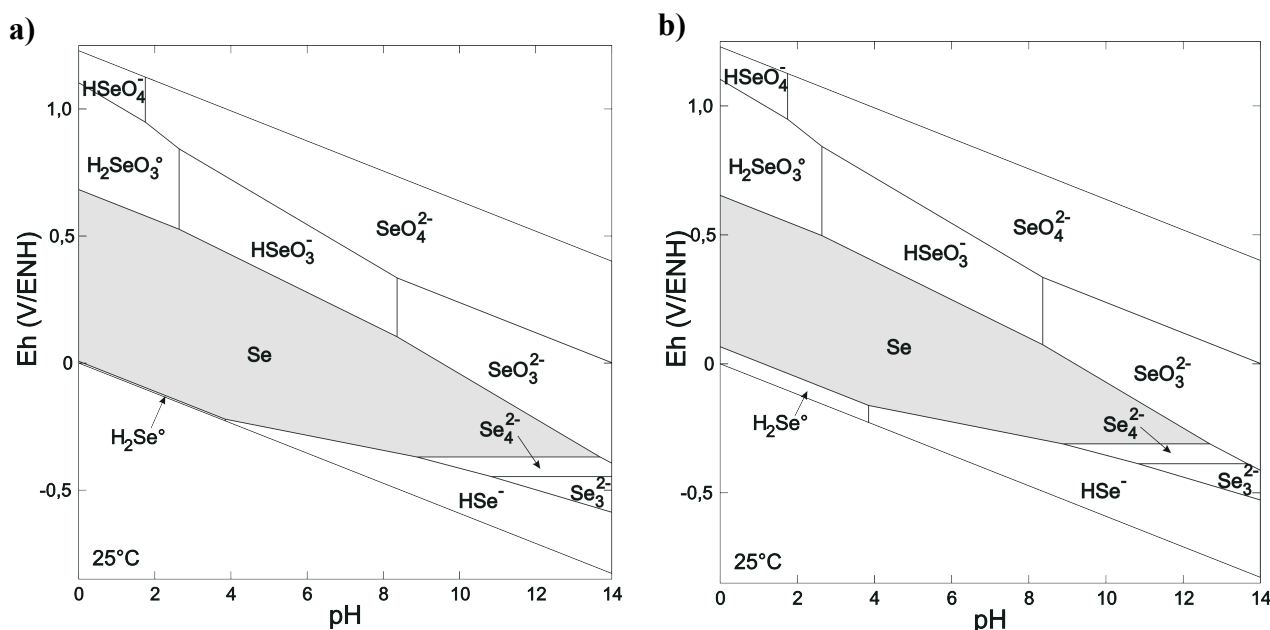 a)
HSeO₄⁻
1,0
H₂SeO₃°
SeO₄²⁻
0,5
HSeO₃⁻
Eh (V/ENH)
Se
0
SeO₃²⁻
H₂Se°
Se₄²⁻
-0,5
HSe⁻
Se₃²⁻
25°C
0 2 4 6 8 10 12 14
pH
b)
HSeO₄⁻
1,0
H₂SeO₃°
SeO₄²⁻
0,5
HSeO₃⁻
Eh (V/ENH)
Se
0
SeO₃²⁻
H₂Se°
Se₄²⁻
-0,5
HSe⁻
Se₃²⁻
25°C
0 2 4 6 8 10 12 14
pH